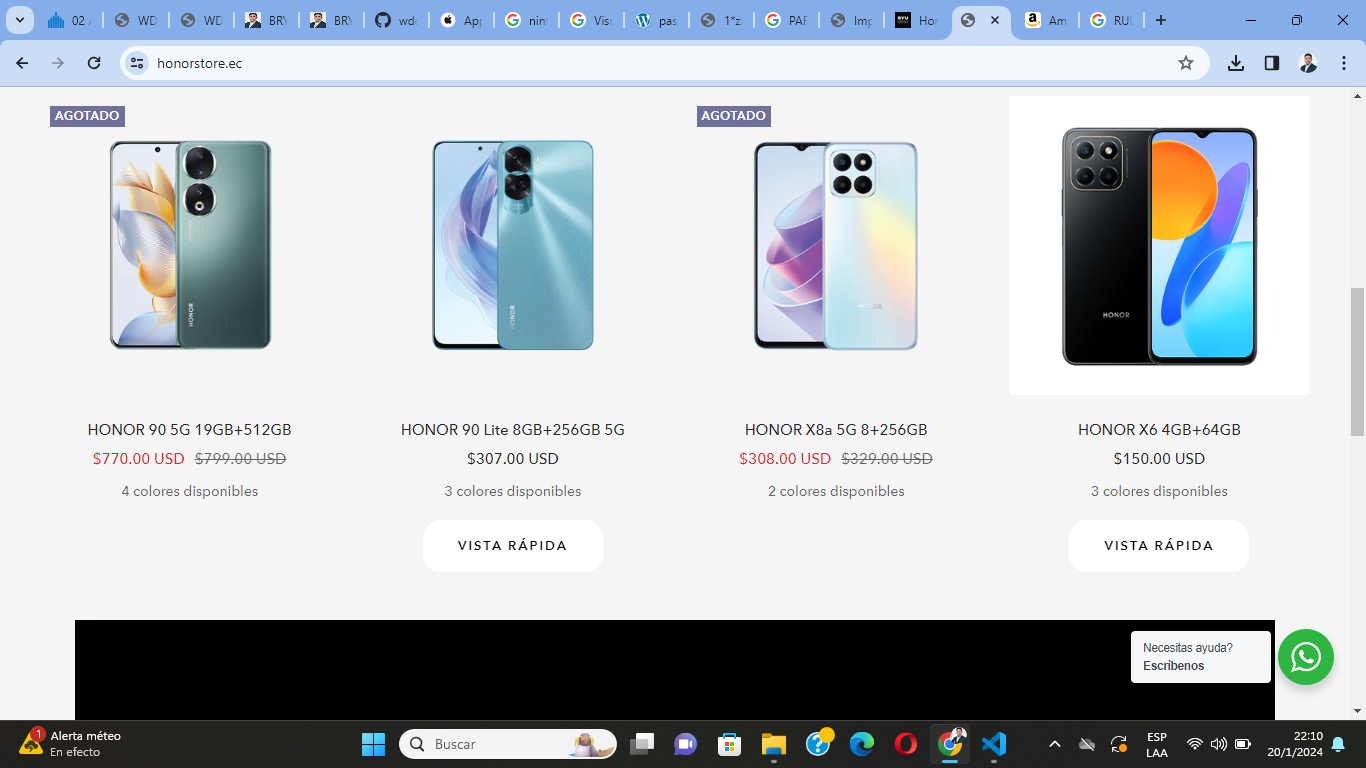 02 A
WD
WD
BRY
BRY
wdd
App
nint
Visu
pas
1*z
PAR
Imp
BYU
Hor
Am
honorstore.ec
AGOTADO
AGOTADO
HONOR
HONOR
HONOR
HONOR
HONOR 90 5G 19GB+512GB
$770.00 USD $799.00 USD
4 colores disponibles
HONOR 90 Lite 8GB+256GB 5G
$307.00 USD
3 colores disponibles
VISTA RÁPIDA
HONOR X8a 5G 8+256GB
$308.00 USD $329.00 USD
2 colores disponibles
HONOR X6 4GB+64GB
$150.00 USD
3 colores disponibles
VISTA RÁPIDA
Necesitas ayuda?
Escríbenos
1
Alerta méteo
En efecto
Buscar
ESP
LAA
22:10
20/1/2024